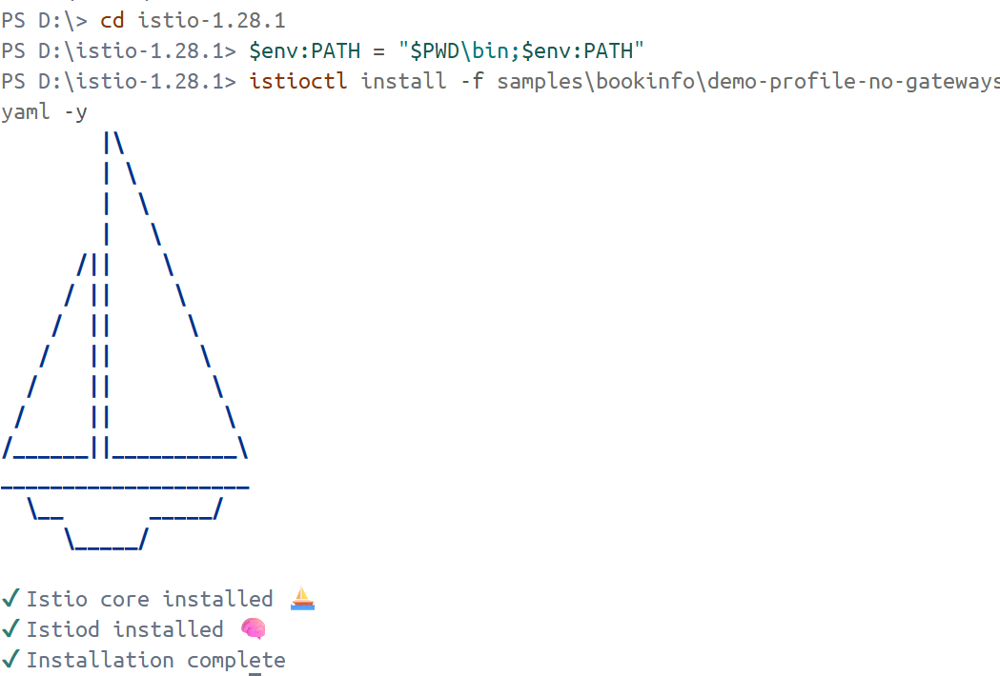 PS D:\> cd istio-1.28.1
PS D:\istio-1.28.1> $env:PATH = "$PWD\bin;$env:PATH"
PS D:\istio-1.28.1> istioctl install -f samples\bookinfo\demo-profile-no-gateways
yaml -y
        |\
        | \
        |  \
        |   \
      /||    \
     / ||     \
    /  ||      \
   /   ||       \
  /    ||        \
 /     ||         \
/______||__________\
____________________
  \__       _____/
     \_____/
✔ Istio core installed ⛵️
✔ Istiod installed 🧠
✔ Installation complete